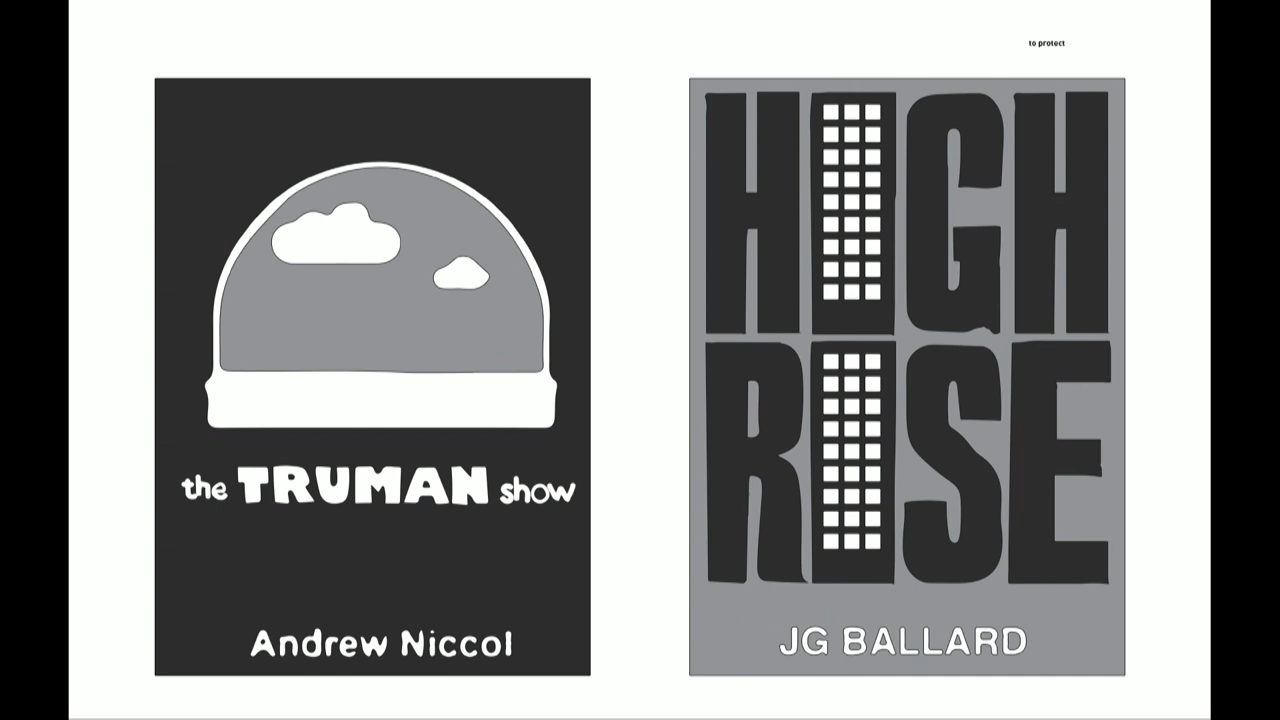 to protect
the TRUMAN show
Andrew Niccol
HIGH
RISE
JG BALLARD